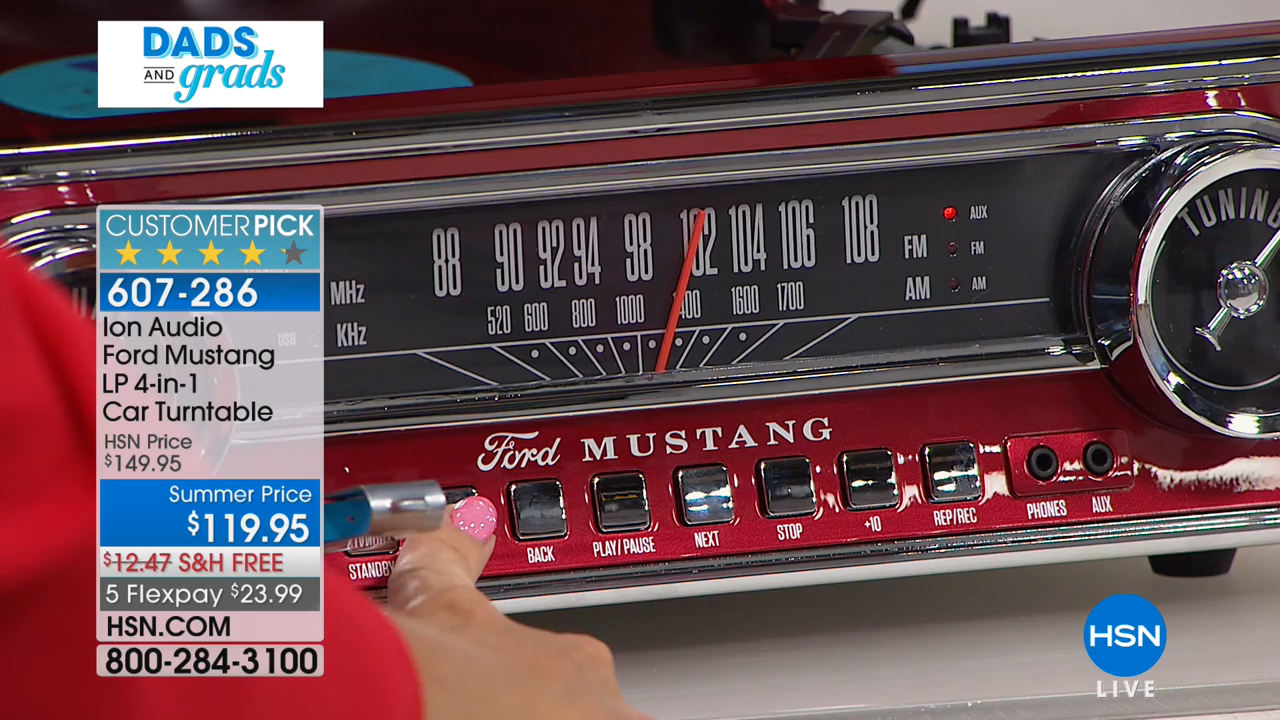 DADS
AND grads
CUSTOMER PICK
607-286
Ion Audio
Ford Mustang
LP 4-in-1
Car Turntable
HSN Price
$149.95
Summer Price
$119.95
$12.47 S&H FREE
5 Flexpay $23.99
HSN.COM
800-284-3100
88 90 92 94 98 102 104 106 108
MHz
FM
520 600 800 1000 1400 1600 1700
KHz
AM
AUX
FM
AM
USB
TUNING
Ford MUSTANG
STANDBY
BACK
PLAY/PAUSE
NEXT
STOP
+10
REP/REC
PHONES
AUX
HSN
LIVE